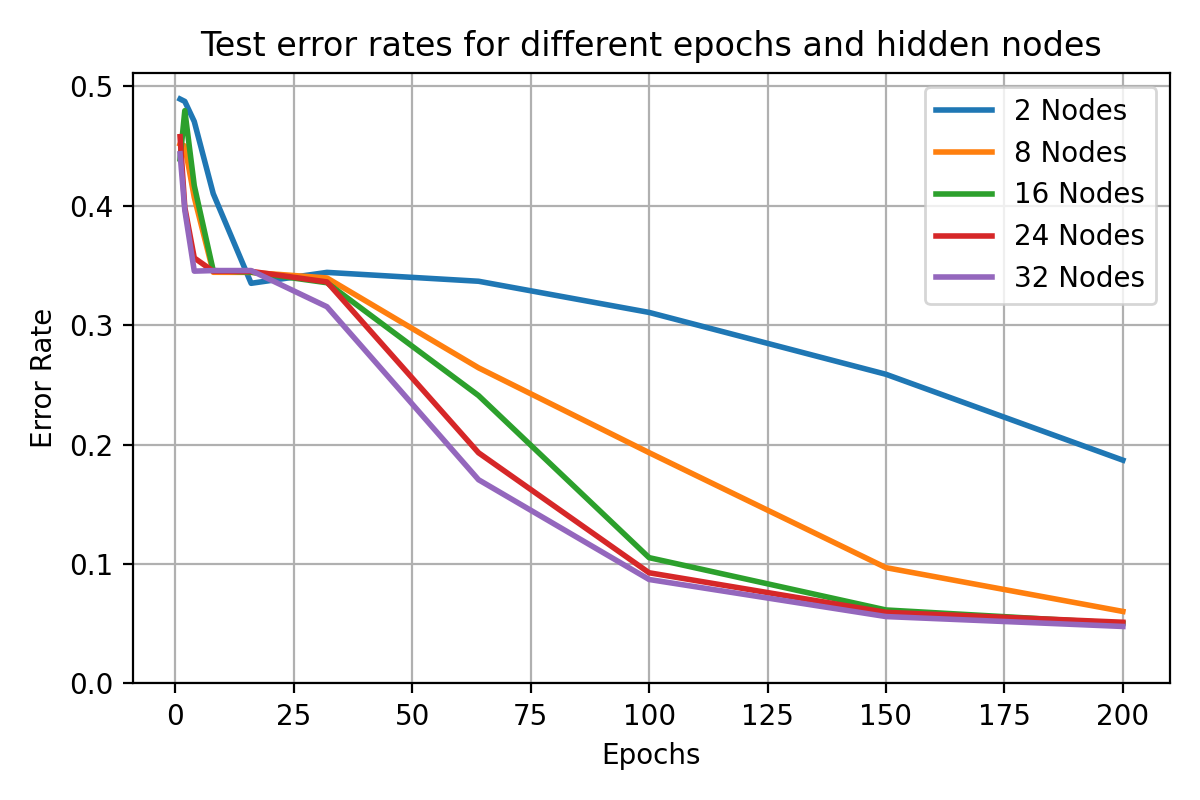 Test error rates for different epochs and hidden nodes
0.5
0.4
0.3
0.2
0.1
0.0
Error Rate
2 Nodes
8 Nodes
16 Nodes
24 Nodes
32 Nodes
0 25 50 75 100 125 150 175 200
Epochs